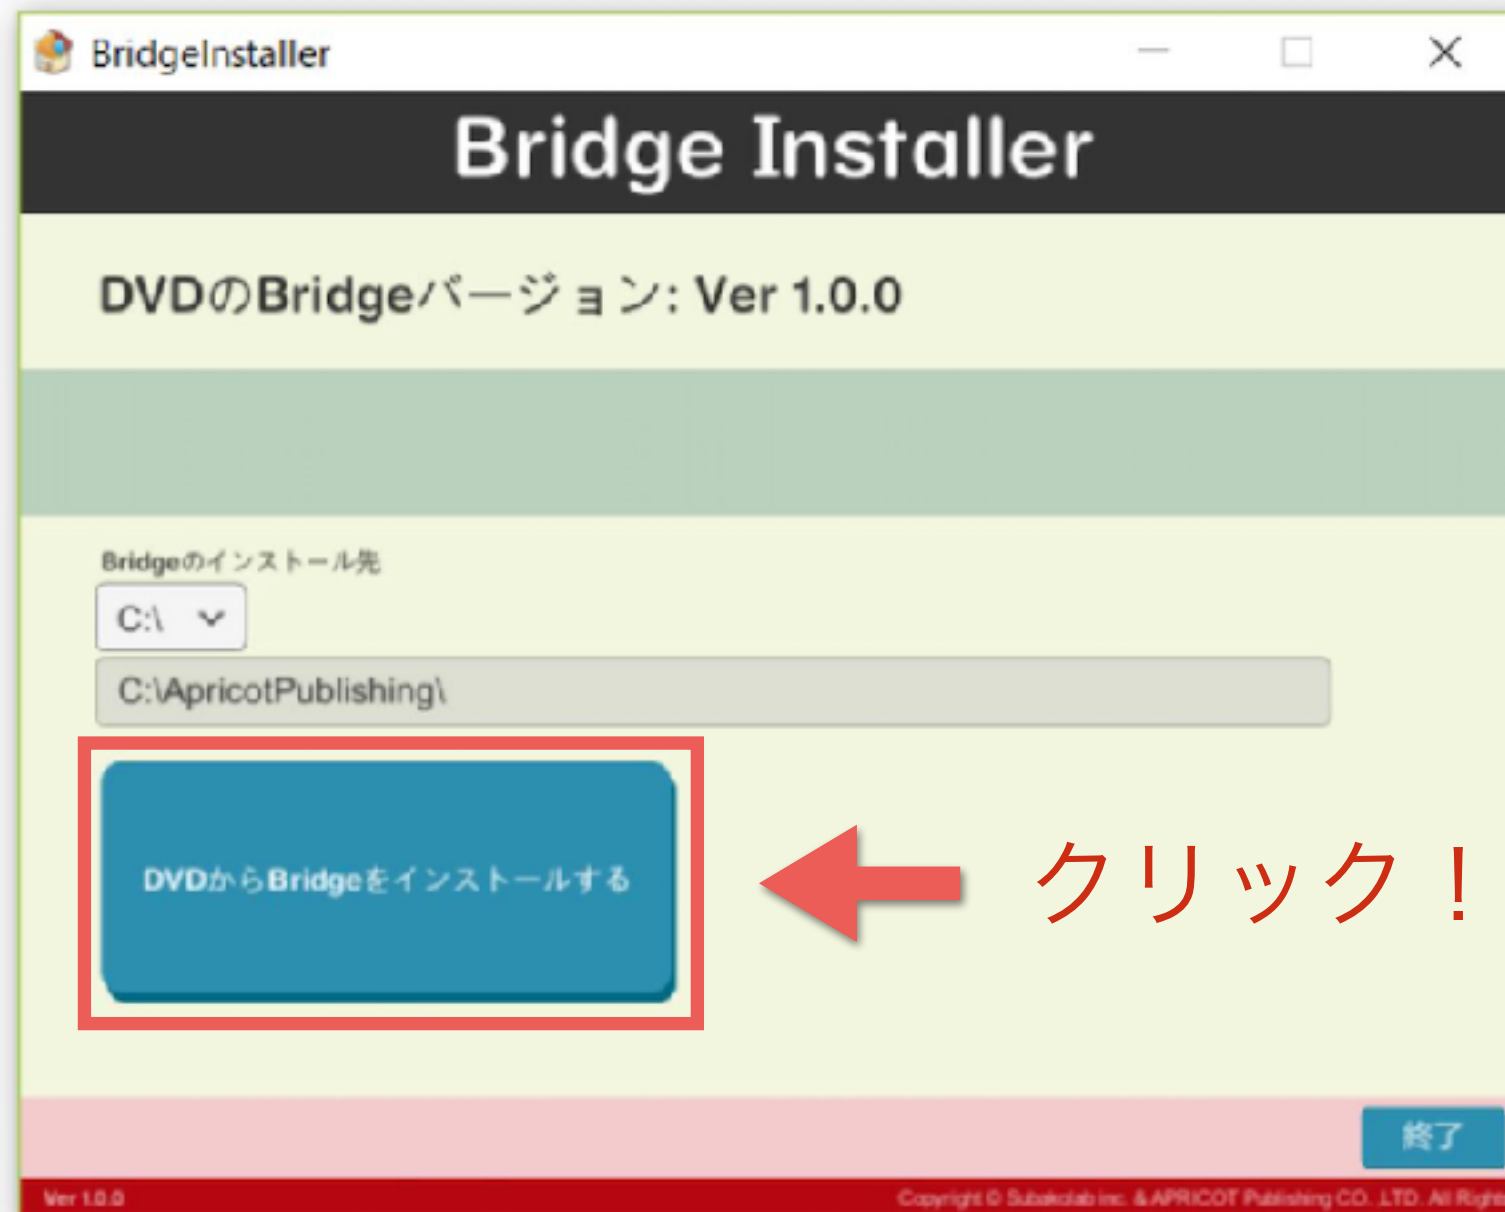 BridgeInstaller
Bridge Installer
DVDのBridgeバージョン: Ver 1.0.0
Bridgeのインストール先
C:\
C:\ApricotPublishing\
DVDからBridgeをインストールする
クリック！
終了
Ver 1.0.0
Copyright © Subakolab inc. & APRICOT Publishing CO. .LTD. All Rights